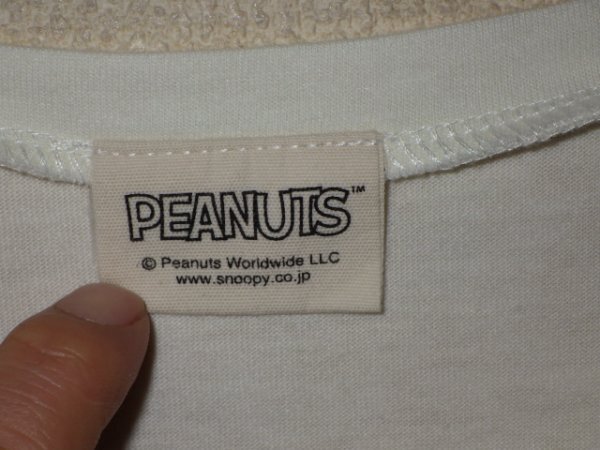 PEANUTS™
© Peanuts Worldwide LLC
www.snoopy.co.jp